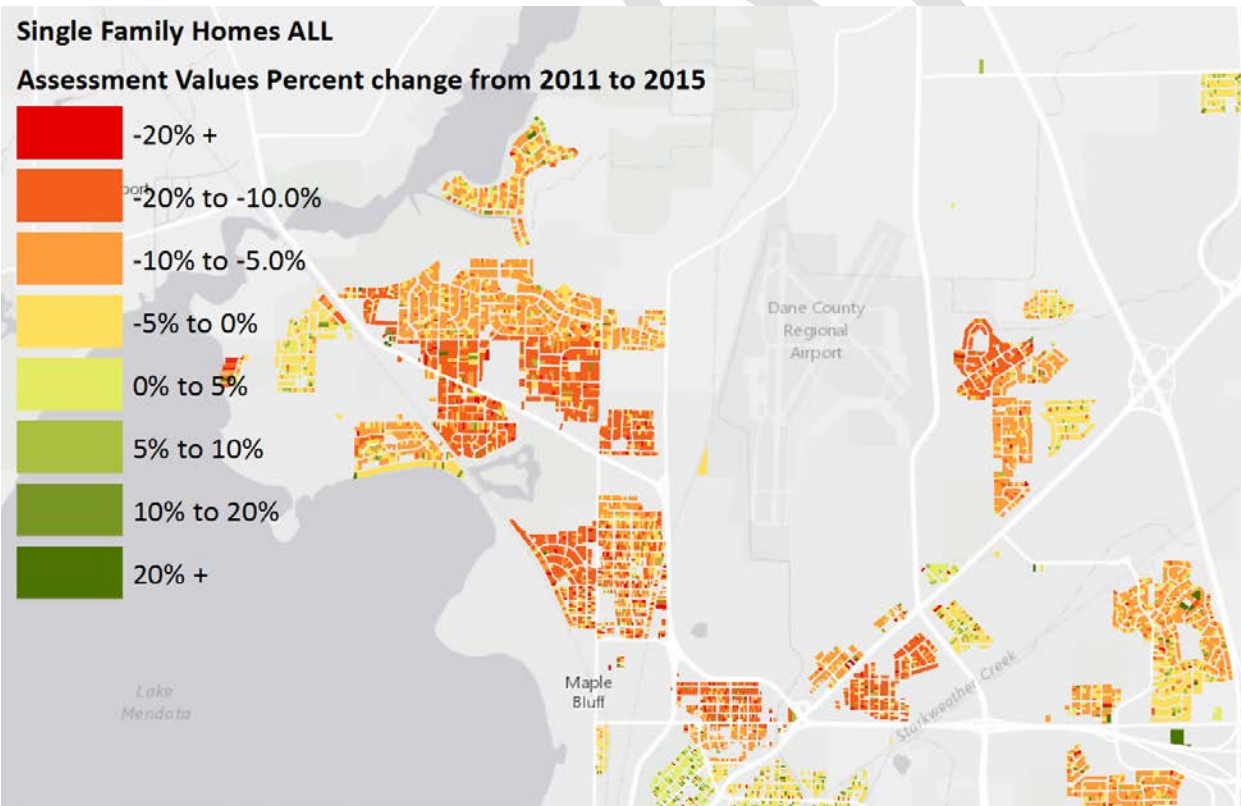 Single Family Homes ALL
Assessment Values Percent change from 2011 to 2015
-20% +
port
-20% to -10.0%
-10% to -5.0%
-5% to 0%
0% to 5%
5% to 10%
10% to 20%
20% +
Dane County
Regional
Airport
Maple
Bluff
Lake
Mendota
Starkweather Creek